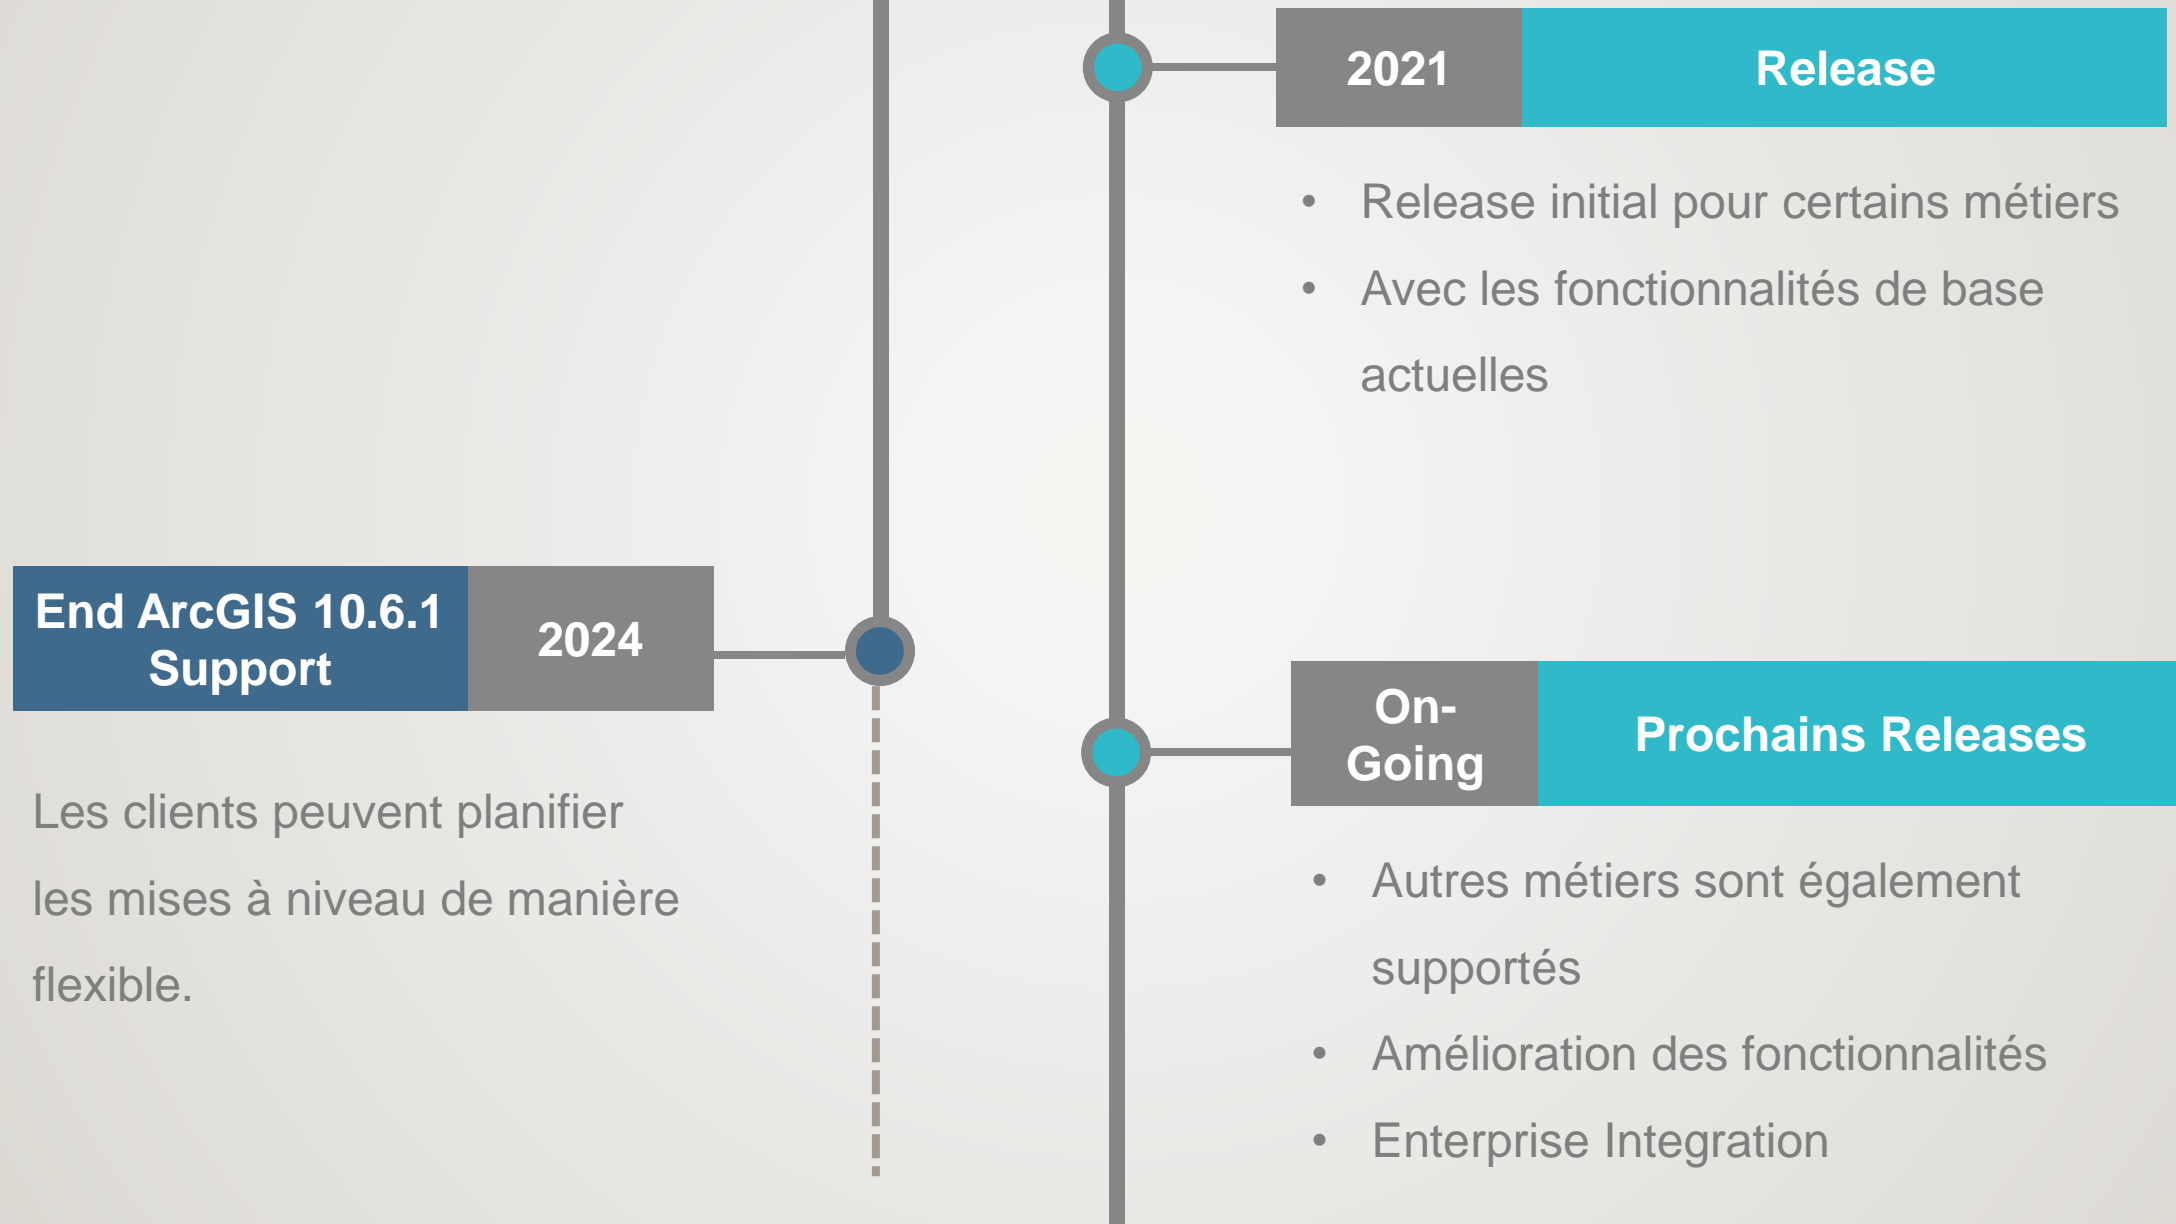 2021
Release
• Release initial pour certains métiers
• Avec les fonctionnalités de base
actuelles
End ArcGIS 10.6.1
Support
2024
Les clients peuvent planifier
les mises à niveau de manière
flexible.
On-
Going
Prochains Releases
• Autres métiers sont également
supportés
• Amélioration des fonctionnalités
• Enterprise Integration